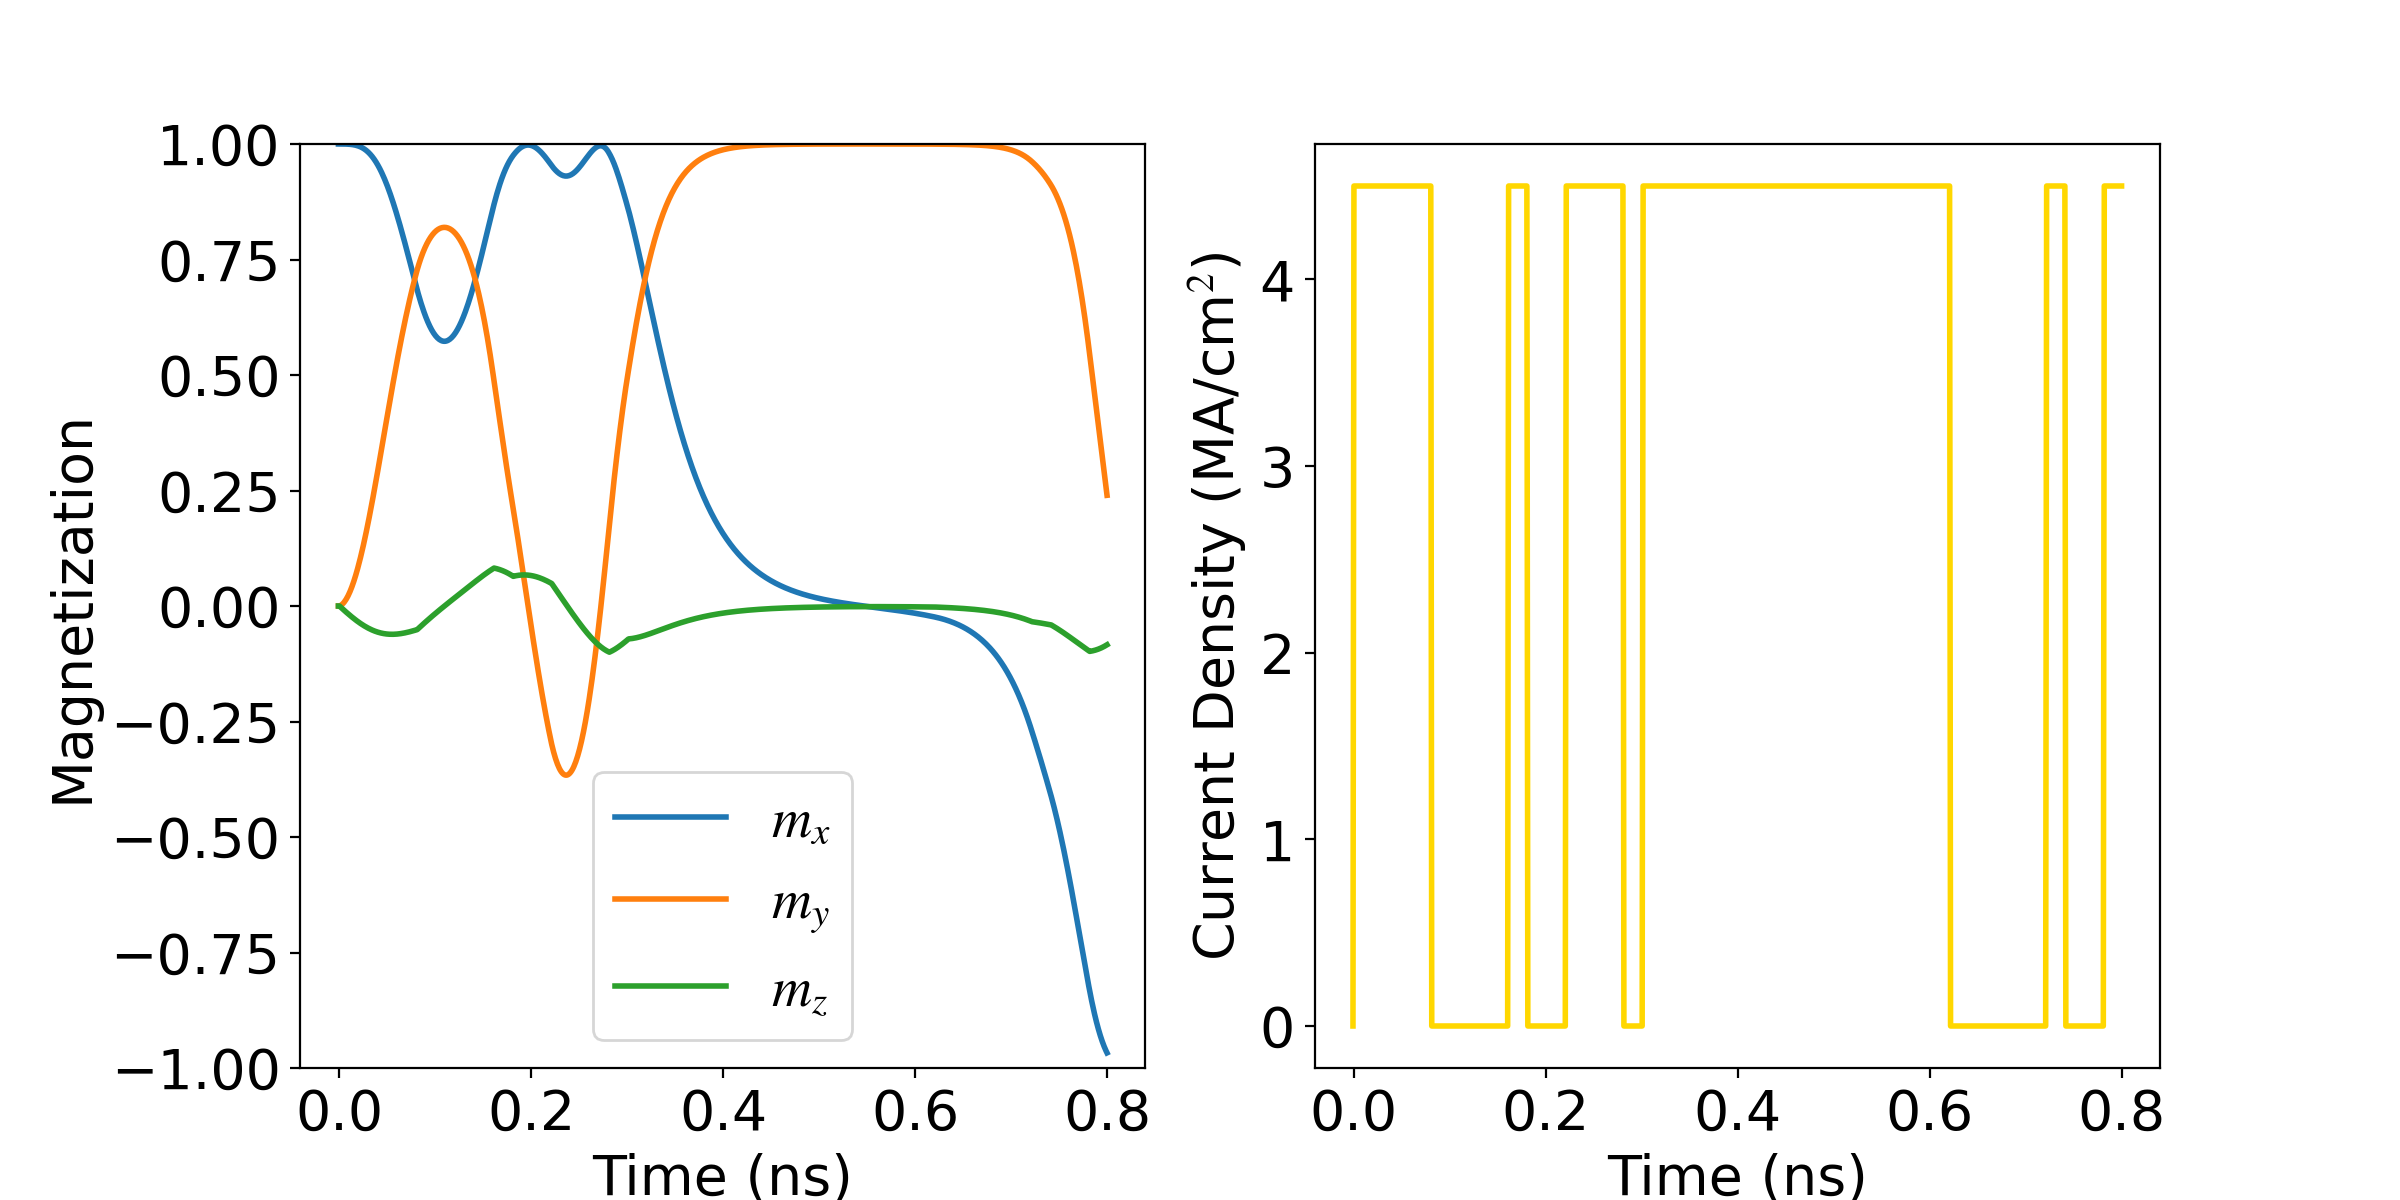 1.00
0.75
0.50
0.25
0.00
−0.25
−0.50
−0.75
−1.00
Magnetization
0.0 0.2 0.4 0.6 0.8
Time (ns)
m_x
m_y
m_z
4
3
2
1
0
Current Density (MA/cm²)
0.0 0.2 0.4 0.6 0.8
Time (ns)